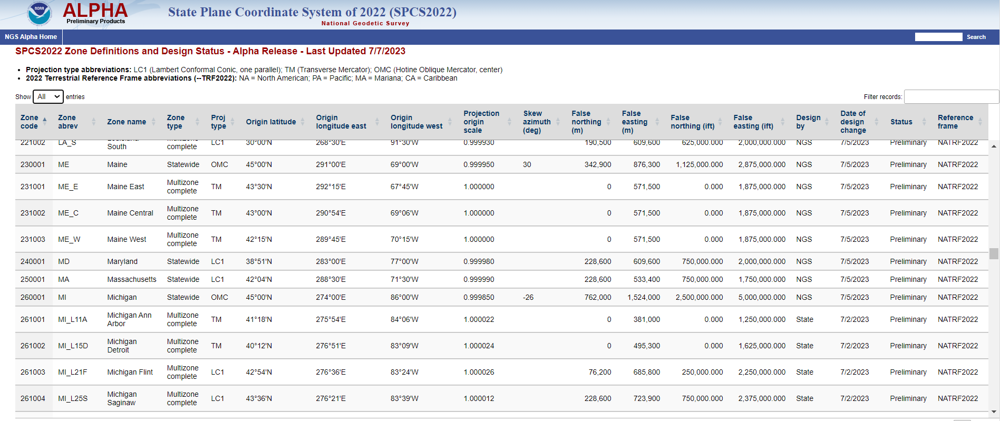 NOAA
ALPHA
Preliminary Products
State Plane Coordinate System of 2022 (SPCS2022)
National Geodetic Survey
NGS Alpha Home
Search
SPCS2022 Zone Definitions and Design Status - Alpha Release - Last Updated 7/7/2023
• Projection type abbreviations: LC1 (Lambert Conformal Conic, one parallel); TM (Transverse Mercator); OMC (Hotine Oblique Mercator, center)
• 2022 Terrestrial Reference Frame abbreviations (--TRF2022): NA = North American; PA = Pacific; MA = Mariana; CA = Caribbean
Show All entries
Filter records:
Zone code Zone abrev Zone name Zone type Proj type Origin latitude Origin longitude east Origin longitude west Projection origin scale Skew azimuth (deg) False northing (m) False easting (m) False northing (ift) False easting (ift) Design by Date of design change Status Reference frame
221002 LA_S Louisiana South Multizone complete LC1 30°00'N 268°30'E 91°30'W 0.999930 190,500 609,600 625,000.000 2,000,000.000 NGS 7/5/2023 Preliminary NATRF2022
230001 ME Maine Statewide OMC 45°00'N 291°00'E 69°00'W 0.999950 30 342,900 876,300 1,125,000.000 2,875,000.000 NGS 7/5/2023 Preliminary NATRF2022
231001 ME_E Maine East Multizone complete TM 43°30'N 292°15'E 67°45'W 1.000000 0 571,500 0.000 1,875,000.000 NGS 7/5/2023 Preliminary NATRF2022
231002 ME_C Maine Central Multizone complete TM 43°00'N 290°54'E 69°06'W 1.000000 0 571,500 0.000 1,875,000.000 NGS 7/5/2023 Preliminary NATRF2022
231003 ME_W Maine West Multizone complete TM 42°15'N 289°45'E 70°15'W 1.000000 0 571,500 0.000 1,875,000.000 NGS 7/5/2023 Preliminary NATRF2022
240001 MD Maryland Statewide LC1 38°51'N 283°00'E 77°00'W 0.999980 228,600 609,600 750,000.000 2,000,000.000 NGS 7/5/2023 Preliminary NATRF2022
250001 MA Massachusetts Statewide LC1 42°04'N 288°30'E 71°30'W 0.999990 228,600 533,400 750,000.000 1,750,000.000 NGS 7/5/2023 Preliminary NATRF2022
260001 MI Michigan Statewide OMC 45°00'N 274°00'E 86°00'W 0.999850 -26 762,000 1,524,000 2,500,000.000 5,000,000.000 NGS 7/5/2023 Preliminary NATRF2022
261001 MI_L11A Michigan Ann Arbor Multizone complete TM 41°18'N 275°54'E 84°06'W 1.000022 0 381,000 0.000 1,250,000.000 State 7/2/2023 Preliminary NATRF2022
261002 MI_L15D Michigan Detroit Multizone complete TM 40°12'N 276°51'E 83°09'W 1.000024 0 495,300 0.000 1,625,000.000 State 7/2/2023 Preliminary NATRF2022
261003 MI_L21F Michigan Flint Multizone complete LC1 42°54'N 276°36'E 83°24'W 1.000026 76,200 685,800 250,000.000 2,250,000.000 State 7/2/2023 Preliminary NATRF2022
261004 MI_L25S Michigan Saginaw Multizone complete LC1 43°36'N 276°21'E 83°39'W 1.000012 228,600 723,900 750,000.000 2,375,000.000 State 7/2/2023 Preliminary NATRF2022